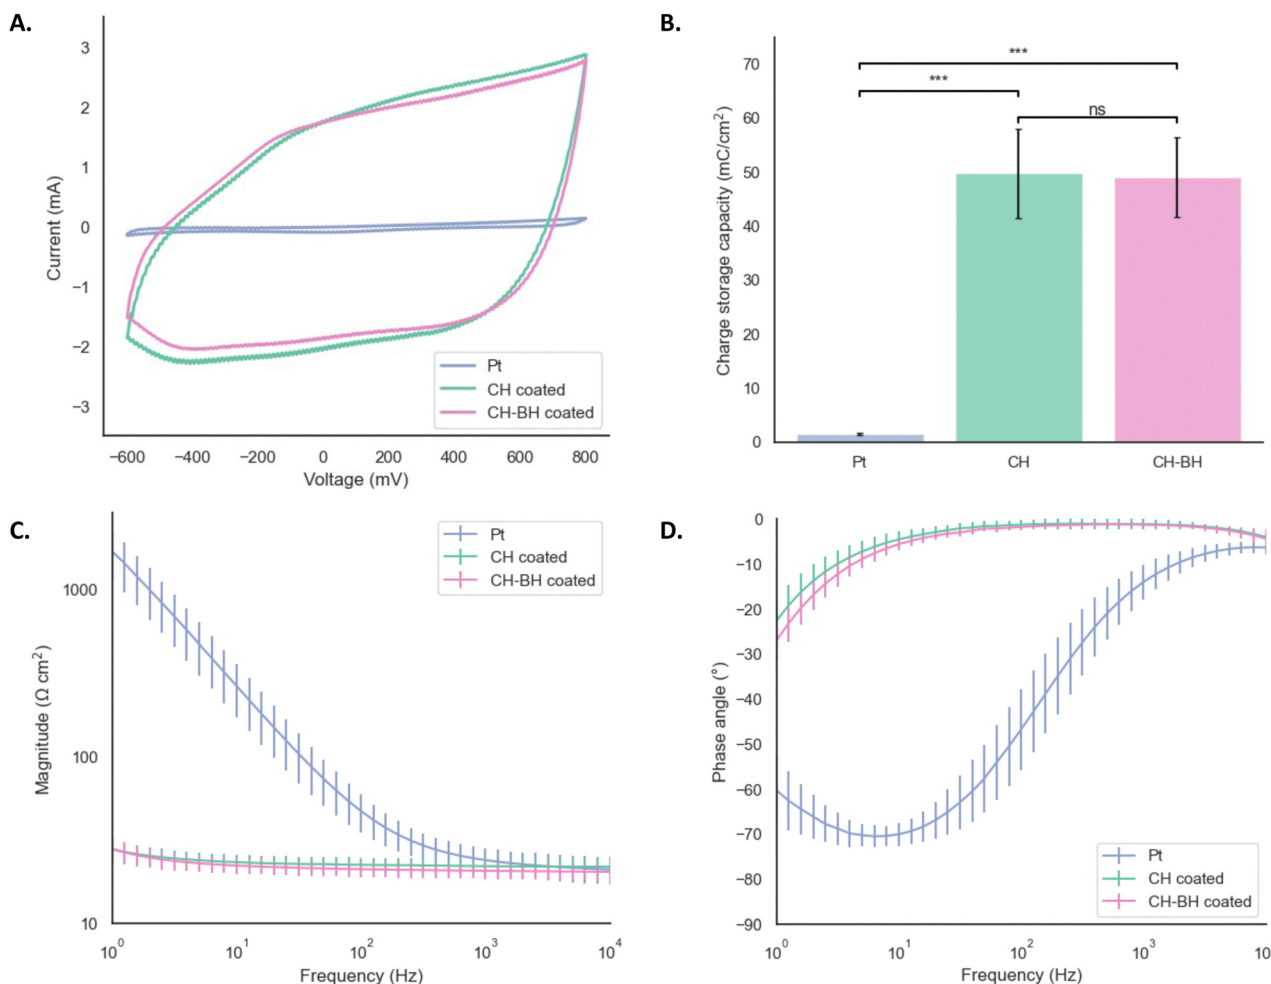 A.
Current (mA)
3
2
1
0
−1
−2
−3
Pt
CH coated
CH-BH coated
−600 −400 −200 0 200 400 600 800
Voltage (mV)
B.
Charge storage capacity (mC/cm²)
70
60
50
40
30
20
10
0
***
***
ns
Pt CH CH-BH
C.
Magnitude (Ω cm²)
1000
100
10
Pt
CH coated
CH-BH coated
10⁰ 10¹ 10² 10³ 10⁴
Frequency (Hz)
D.
Phase angle (°)
0
−10
−20
−30
−40
−50
−60
−70
−80
−90
Pt
CH coated
CH-BH coated
10⁰ 10¹ 10² 10³ 10
Frequency (Hz)